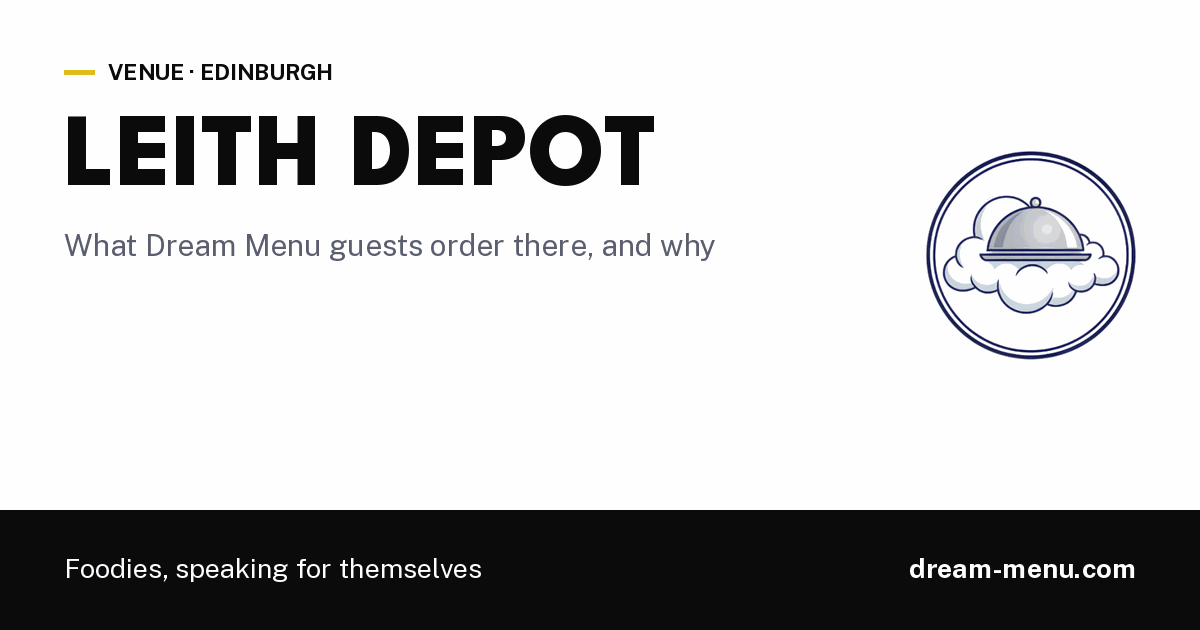 VENUE · EDINBURGH
LEITH DEPOT
What Dream Menu guests order there, and why
Foodies, speaking for themselves
dream-menu.com